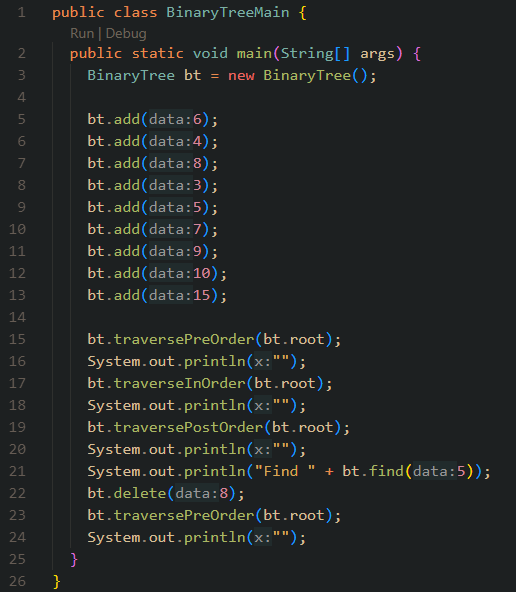 1 public class BinaryTreeMain {
Run | Debug
2 public static void main(String[] args) {
3 BinaryTree bt = new BinaryTree();
4
5 bt.add(data:6);
6 bt.add(data:4);
7 bt.add(data:8);
8 bt.add(data:3);
9 bt.add(data:5);
10 bt.add(data:7);
11 bt.add(data:9);
12 bt.add(data:10);
13 bt.add(data:15);
14
15 bt.traversePreOrder(bt.root);
16 System.out.println(x:"");
17 bt.traverseInOrder(bt.root);
18 System.out.println(x:"");
19 bt.traversePostOrder(bt.root);
20 System.out.println(x:"");
21 System.out.println("Find " + bt.find(data:5));
22 bt.delete(data:8);
23 bt.traversePreOrder(bt.root);
24 System.out.println(x:"");
25 }
26 }